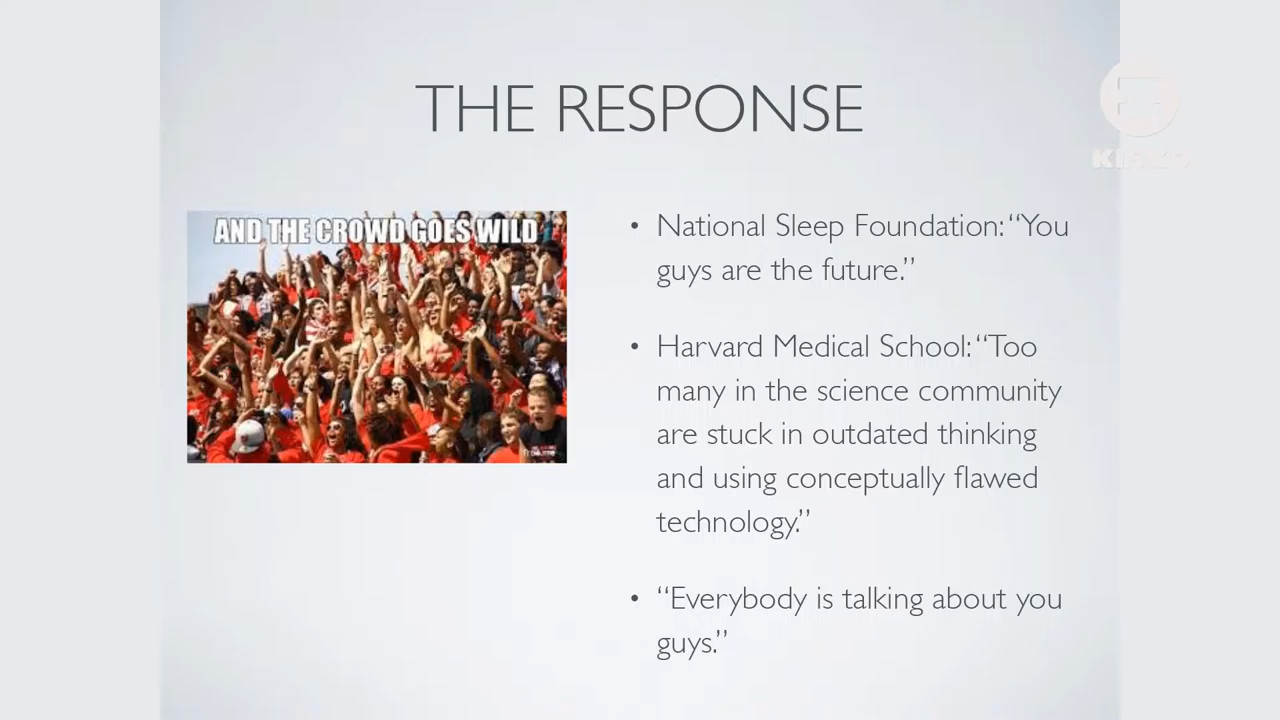 THE RESPONSE
AND THE CROWD GOES WILD
• National Sleep Foundation: “You
guys are the future.”
• Harvard Medical School: “Too
many in the science community
are stuck in outdated thinking
and using conceptually flawed
technology.”
• “Everybody is talking about you
guys.”